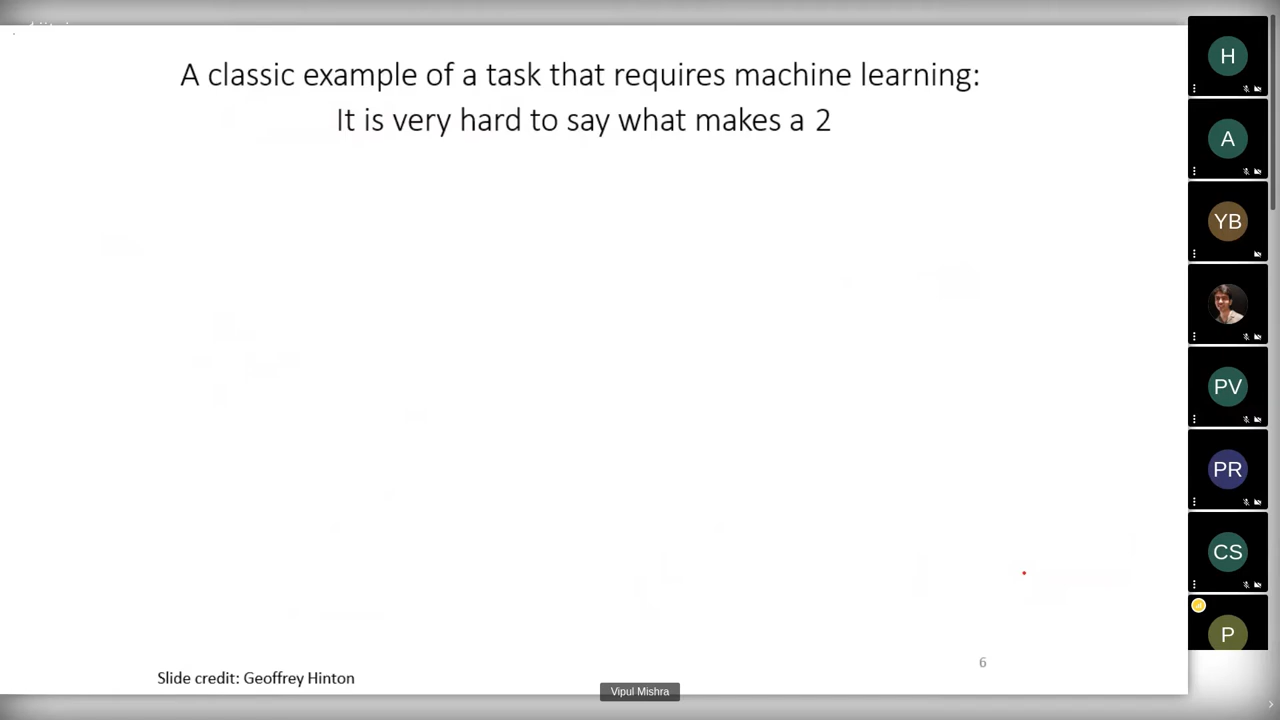 A classic example of a task that requires machine learning:
It is very hard to say what makes a 2
H
A
YB
PV
PR
CS
P
6
Slide credit: Geoffrey Hinton
Vipul Mishra